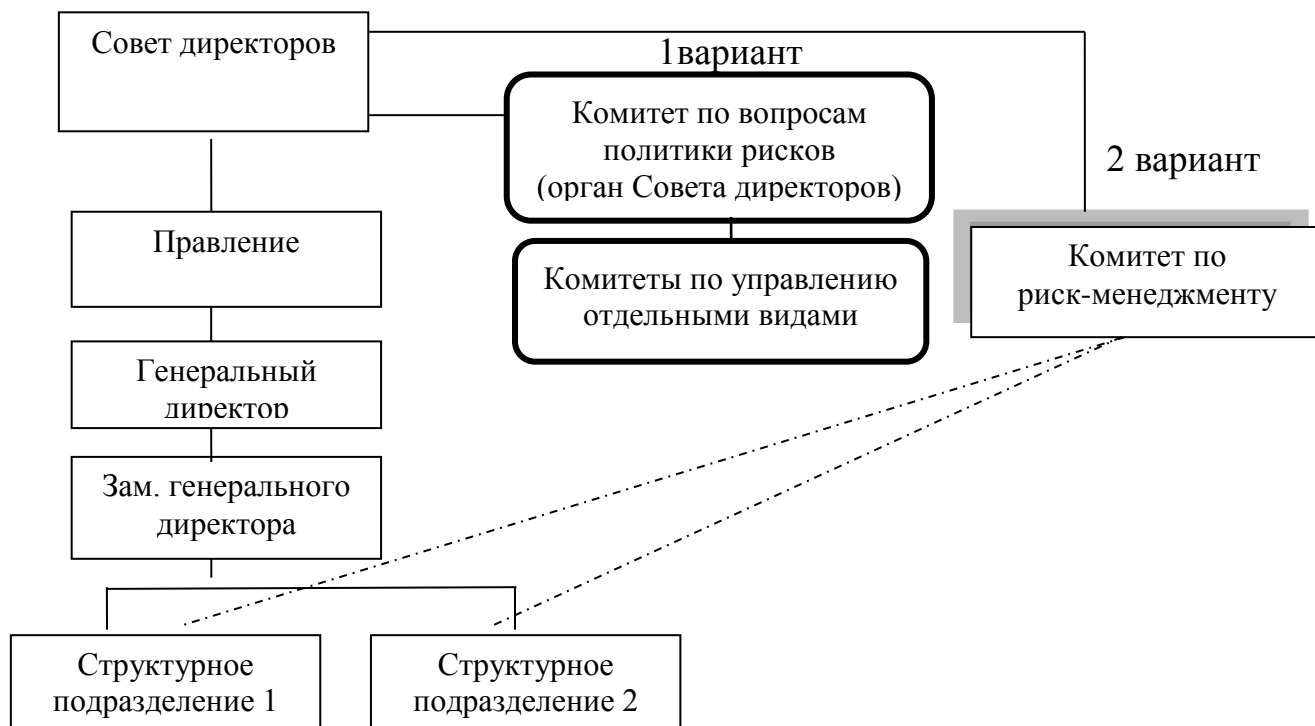 Совет директоров
1вариант
Комитет по вопросам
политики рисков
(орган Совета директоров)
2 вариант
Правление
Комитеты по управлению
отдельными видами
Комитет по
риск-менеджменту
Генеральный
директор
Зам. генерального
директора
Структурное
подразделение 1
Структурное
подразделение 2